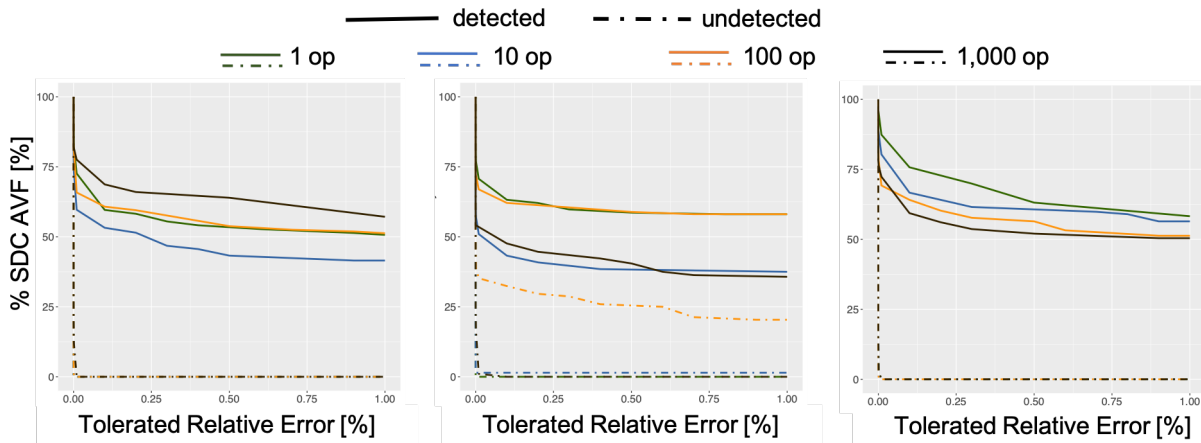 detected undetected
1 op 10 op 100 op 1,000 op
% SDC AVF [%]
100 100 100
75 75 75
50 50 50
25 25 25
0 0 0
0.00 0.25 0.50 0.75 1.00 0.00 0.25 0.50 0.75 1.00 0.00 0.25 0.50 0.75 1.00
Tolerated Relative Error [%] Tolerated Relative Error [%] Tolerated Relative Error [%]